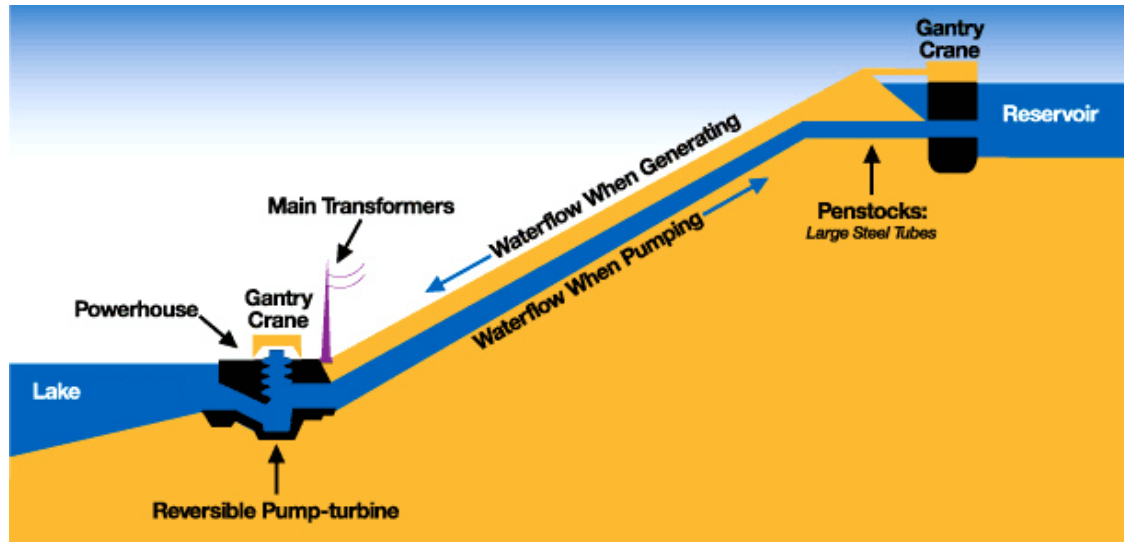 Gantry
Crane
Reservoir
Waterflow When Generating
Main Transformers
Penstocks:
Large Steel Tubes
Waterflow When Pumping
Gantry
Crane
Powerhouse
Lake
Reversible Pump-turbine